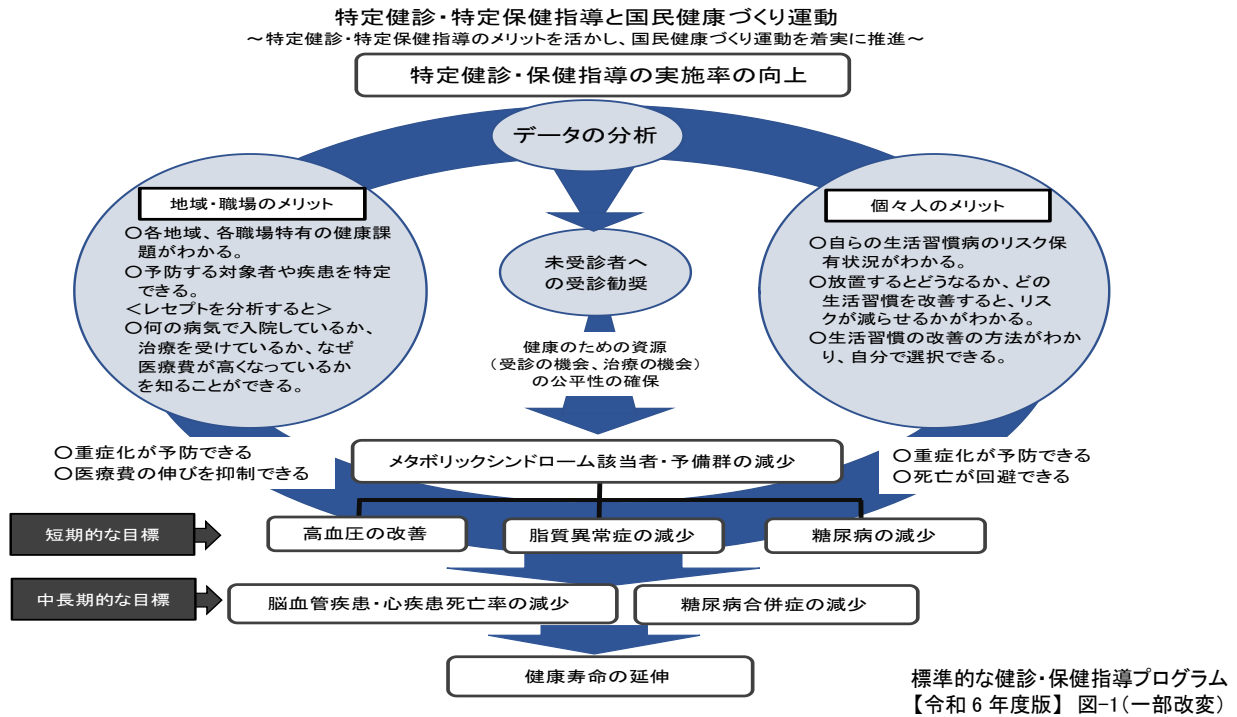 特定健診・特定保健指導と国民健康づくり運動
～特定健診・特定保健指導のメリットを活かし、国民健康づくり運動を着実に推進～
特定健診・保健指導の実施率の向上
データの分析
地域・職場のメリット
○各地域、各職場特有の健康課
題がわかる。
○予防する対象者や疾患を特定
できる。
＜レセプトを分析すると＞
○何の病気で入院しているか、
治療を受けているか、なぜ
医療費が高くなっているか
を知ることができる。
未受診者へ
の受診勧奨
健康のための資源
（受診の機会、治療の機会）
の公平性の確保
個々人のメリット
○自らの生活習慣病のリスク保
有状況がわかる。
○放置するとどうなるか、どの
生活習慣を改善すると、リス
クが減らせるかがわかる。
○生活習慣の改善の方法がわか
り、自分で選択できる。
○重症化が予防できる
○医療費の伸びを抑制できる
メタボリックシンドローム該当者・予備群の減少
○重症化が予防できる
○死亡が回避できる
短期的な目標
高血圧の改善
脂質異常症の減少
糖尿病の減少
中長期的な目標
脳血管疾患・心疾患死亡率の減少
糖尿病合併症の減少
健康寿命の延伸
標準的な健診・保健指導プログラム
【令和6年度版】 図-1（一部改変）